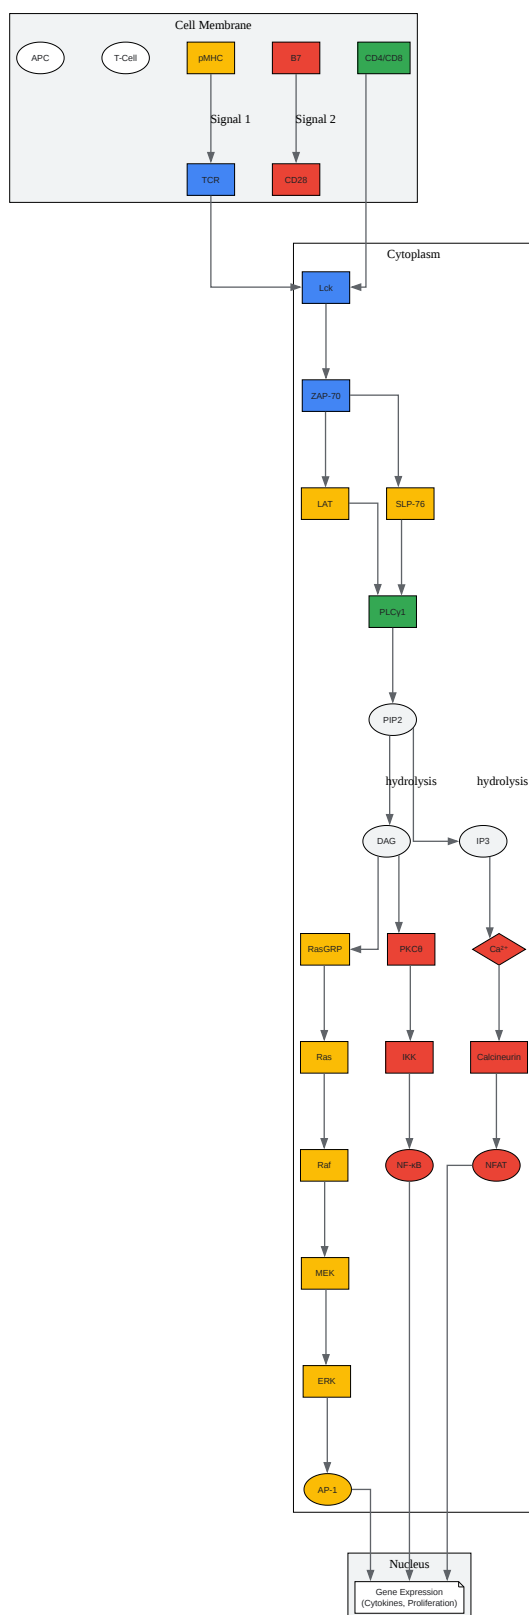 Cell Membrane
APC
T-Cell
pMHC
B7
CD4/CD8
Signal 1
Signal 2
TCR
CD28
Cytoplasm
Lck
ZAP-70
LAT
SLP-76
PLCγ1
PIP2
hydrolysis
hydrolysis
DAG
IP3
RasGRP
PKCθ
Ca²⁺
Ras
IKK
Calcineurin
Raf
NF-κB
NFAT
MEK
ERK
AP-1
Nucleus
Gene Expression
(Cytokines, Proliferation)